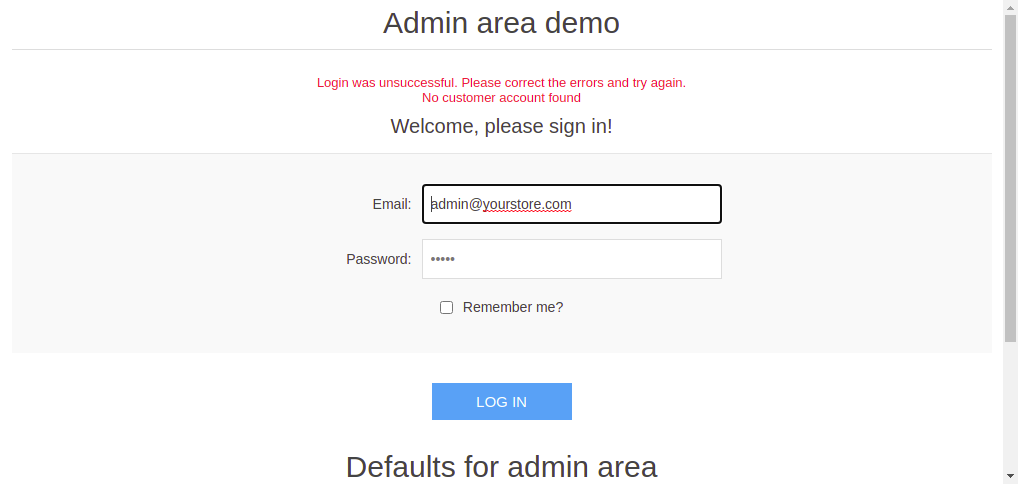 Admin area demo
Login was unsuccessful. Please correct the errors and try again.
No customer account found
Welcome, please sign in!
Email: admin@yourstore.com
Password: •••••
Remember me?
LOG IN
Defaults for admin area